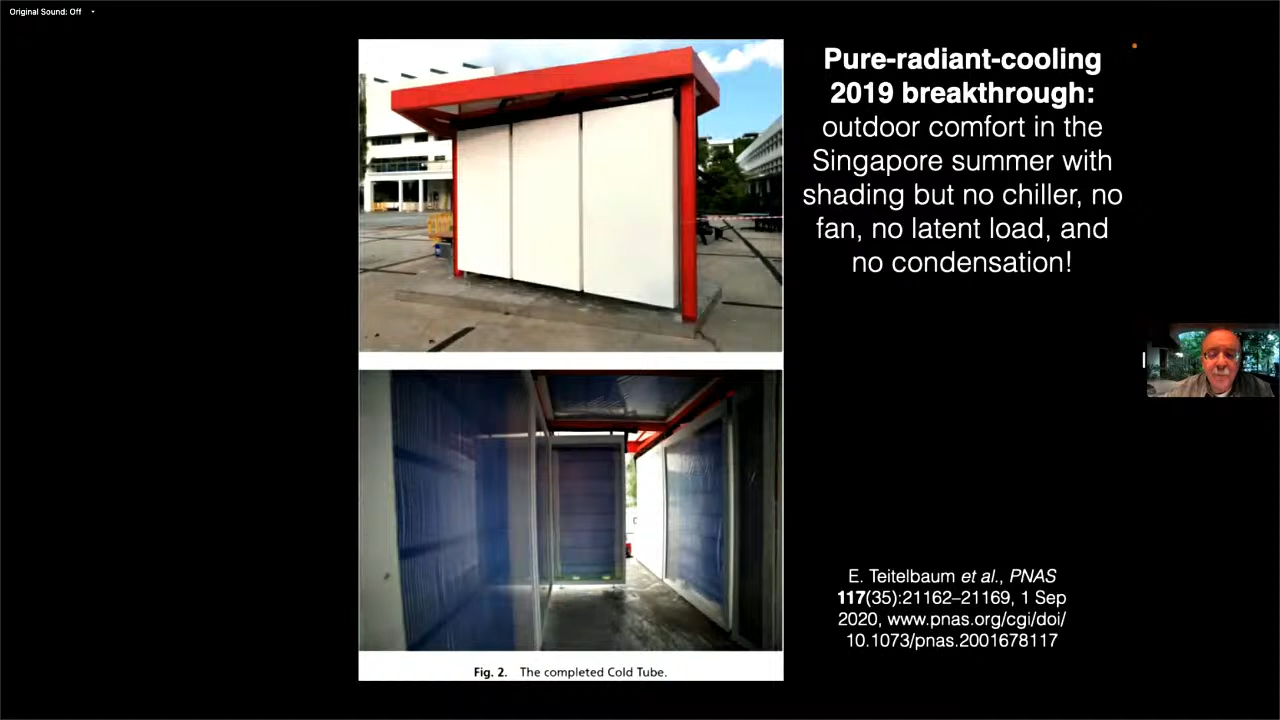 Original Sound: Off
Pure-radiant-cooling
2019 breakthrough:
outdoor comfort in the
Singapore summer with
shading but no chiller, no
fan, no latent load, and
no condensation!
E. Teitelbaum et al., PNAS
117(35):21162–21169, 1 Sep
2020, www.pnas.org/cgi/doi/
10.1073/pnas.2001678117
Fig. 2. The completed Cold Tube.